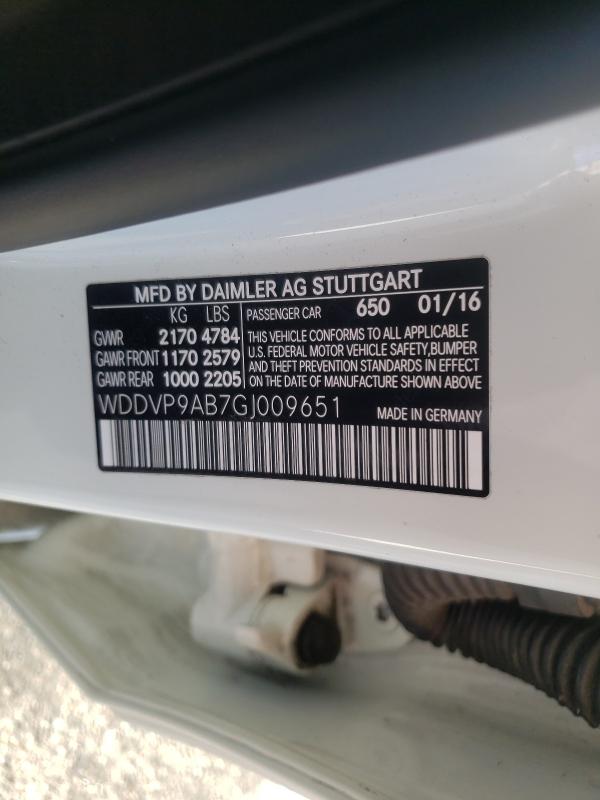 MFD BY DAIMLER AG STUTTGART
KG LBS
GVWR 2170 4784
GAWR FRONT 1170 2579
GAWR REAR 1000 2205
PASSENGER CAR 650 01/16
THIS VEHICLE CONFORMS TO ALL APPLICABLE
U.S. FEDERAL MOTOR VEHICLE SAFETY,BUMPER
AND THEFT PREVENTION STANDARDS IN EFFECT
ON THE DATE OF MANUFACTURE SHOWN ABOVE.
WDDVP9AB7GJ009651
MADE IN GERMANY